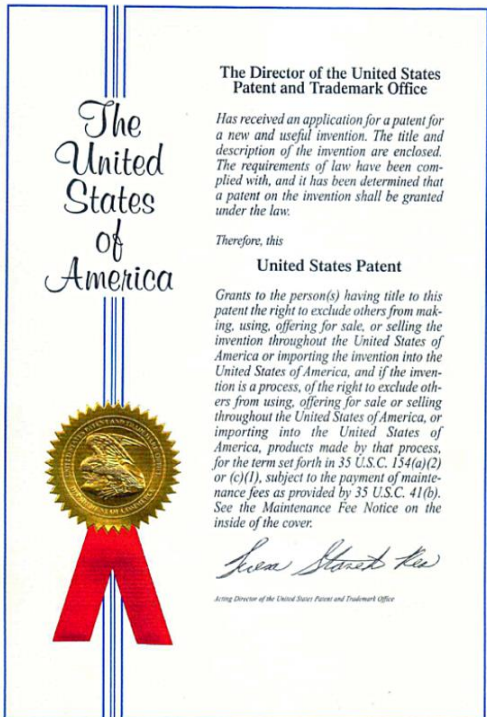 The
United
States
of
America
The Director of the United States
Patent and Trademark Office
Has received an application for a patent for
a new and useful invention. The title and
description of the invention are enclosed.
The requirements of law have been com-
plied with, and it has been determined that
a patent on the invention shall be granted
under the law.
Therefore, this
United States Patent
Grants to the person(s) having title to this
patent the right to exclude others from mak-
ing, using, offering for sale, or selling the
invention throughout the United States of
America or importing the invention into the
United States of America, and if the inven-
tion is a process, of the right to exclude oth-
ers from using, offering for sale or selling
throughout the United States of America, or
importing into the United States of
America, products made by that process,
for the term set forth in 35 U.S.C. 154(a)(2)
or (c)(1), subject to the payment of mainte-
nance fees as provided by 35 U.S.C. 41(b).
See the Maintenance Fee Notice on the
inside of the cover.
Acting Director of the United States Patent and Trademark Office